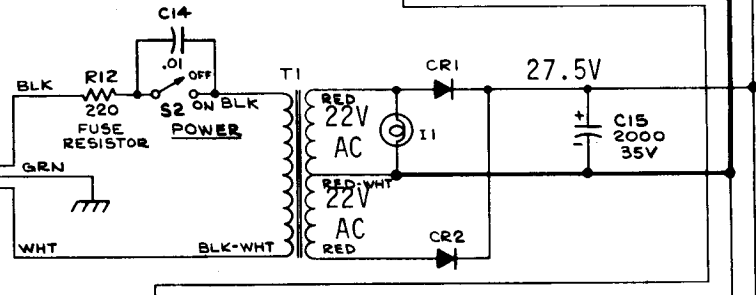 C14
.01
BLK
R12
220
FUSE
RESISTOR
OFF
S2
ON
BLK
POWER
T1
RED
22V
AC
I1
CR1
27.5V
+
-
C15
2000
35V
GRN
RED-WHT
22V
AC
RED
CR2
WHT
BLK-WHT